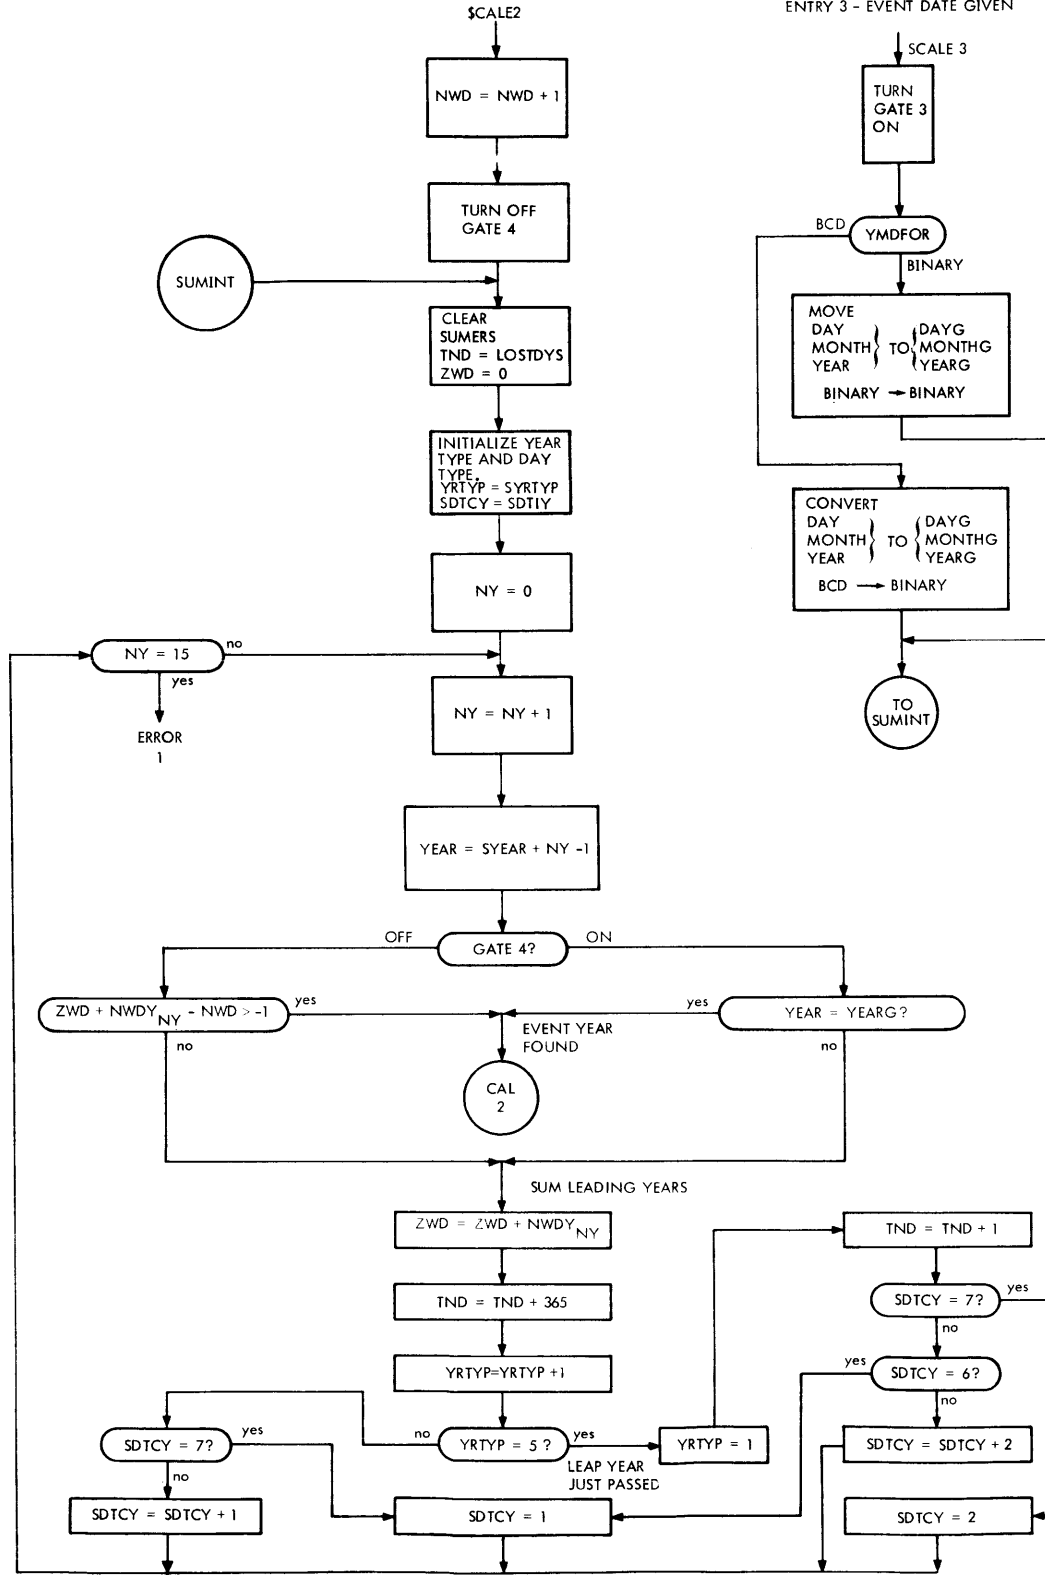 $CALE2
NWD = NWD + 1
TURN OFF
GATE 4
SUMINT
CLEAR
SUMERS
TND = LOSTDYS
ZWD = 0
INITIALIZE YEAR
TYPE AND DAY
TYPE.
YRTYP = SYRTYP
SDTCY = SDTIY
NY = 0
NY = 15
no
yes
ERROR
1
NY = NY + 1
YEAR = SYEAR + NY -1
OFF
GATE 4?
ON
ZWD + NWDY NY - NWD > -1
yes
no
EVENT YEAR
FOUND
CAL
2
yes
YEAR = YEARG?
no
SUM LEADING YEARS
ZWD = ZWD + NWDY NY
TND = TND + 365
YRTYP=YRTYP +1
no
YRTYP = 5 ?
yes
LEAP YEAR
JUST PASSED
YRTYP = 1
SDTCY = 7?
yes
no
SDTCY = SDTCY + 1
SDTCY = 1
TND = TND + 1
SDTCY = 7?
yes
no
yes
SDTCY = 6?
no
SDTCY = SDTCY + 2
SDTCY = 2
ENTRY 3 - EVENT DATE GIVEN
SCALE 3
TURN
GATE 3
ON
BCD
YMDFOR
BINARY
MOVE
DAY DAYG
MONTH } TO { MONTHG
YEAR YEARG
BINARY → BINARY
CONVERT
DAY DAYG
MONTH } TO { MONTHG
YEAR YEARG
BCD → BINARY
TO
SUMINT